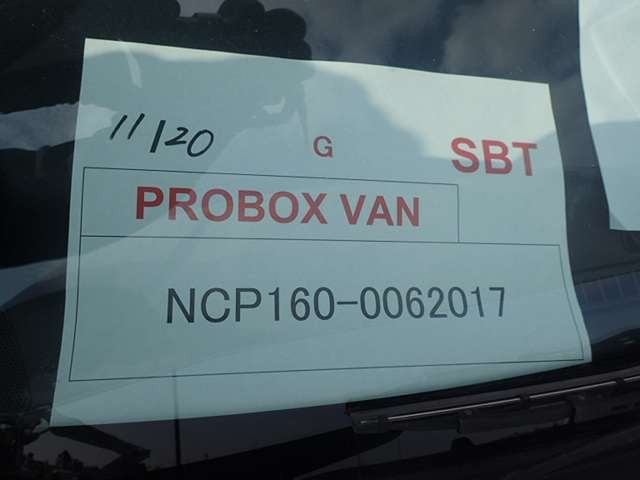 11/20 G SBT
PROBOX VAN
NCP160-0062017